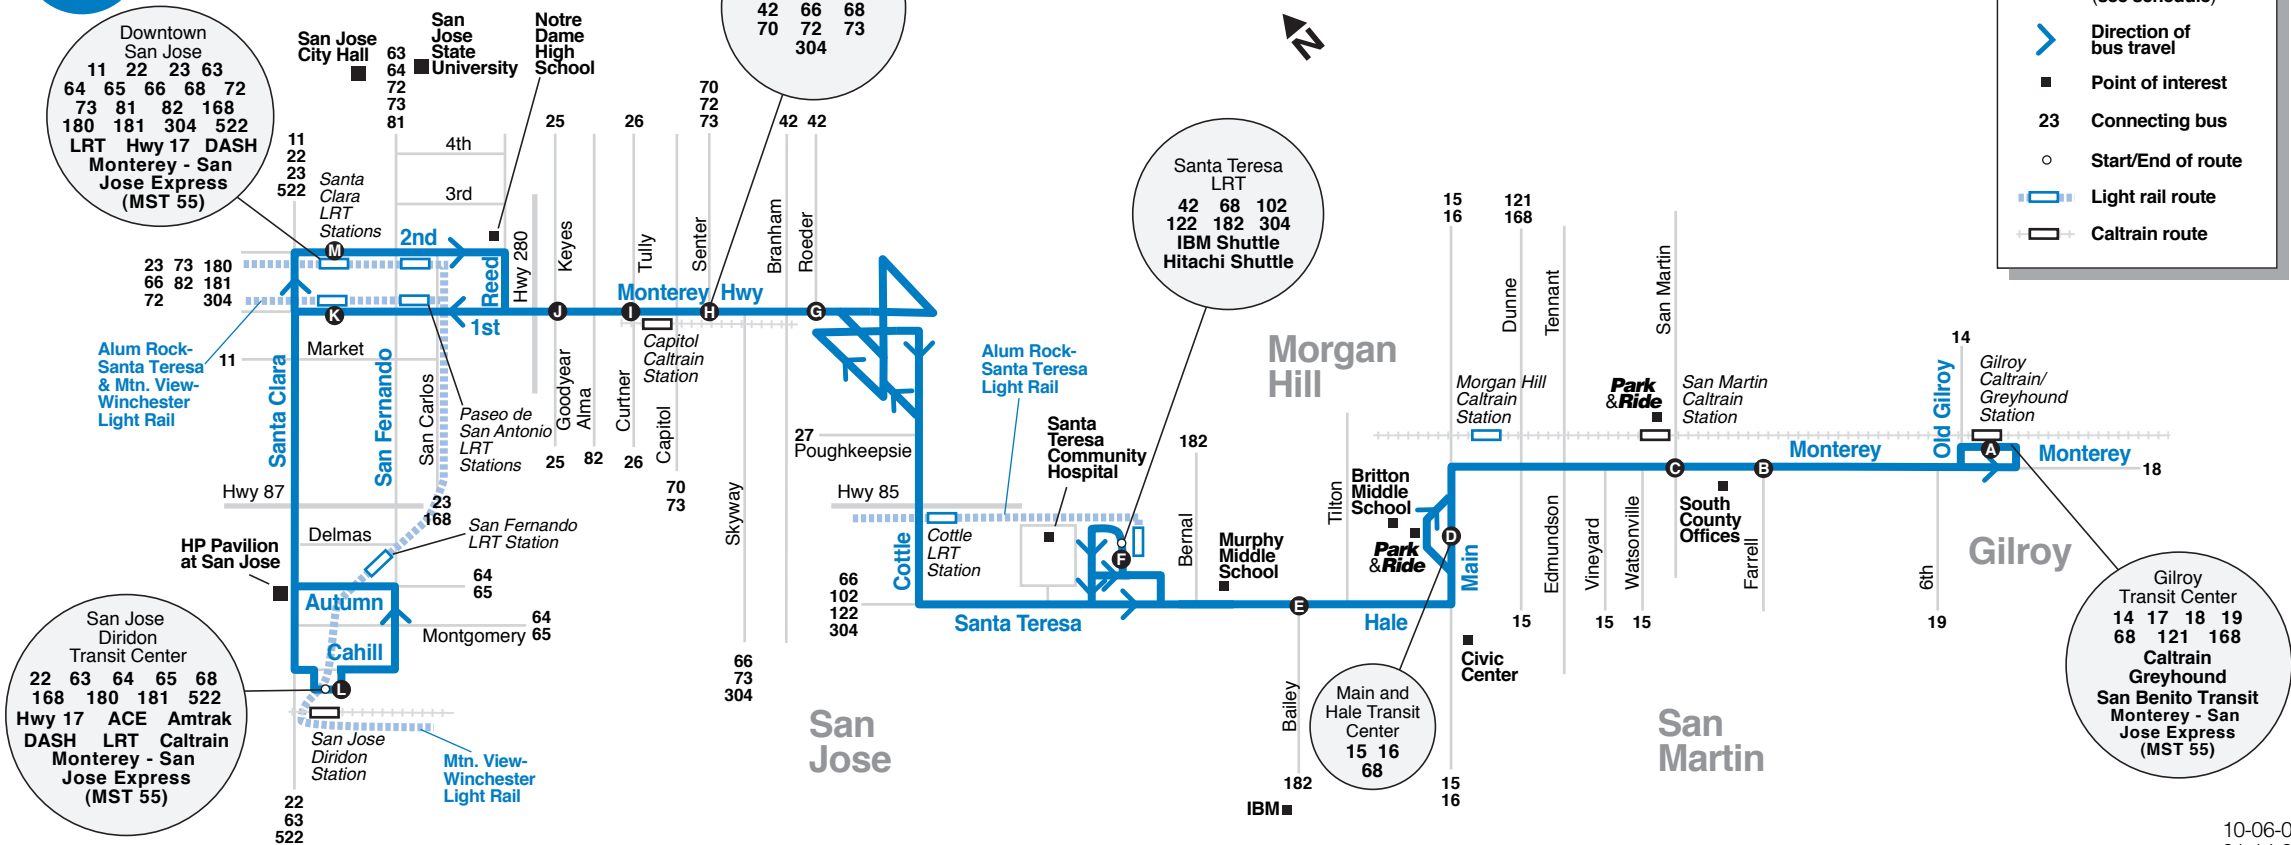 Downtown
San Jose
11 22 23 63
64 65 66 68 72
73 81 82 168
180 181 304 522
LRT Hwy 17 DASH
Monterey - San
Jose Express
(MST 55)
San Jose
City Hall
63
64
72
73
81
San
Jose
State
University
Notre
Dame
High
School
42 66 68
70 72 73
304
N
Direction of
bus travel
Point of interest
23 Connecting bus
Start/End of route
Light rail route
Caltrain route
11
22
23
522
Santa
Clara
LRT
Stations
4th
3rd
2nd
M
Reed
Hwy 280
25
Keyes
26
Tully
70
72
73
Senter
42
Branham
42
Roeder
23 73 180
66 82 181
72 304
K
1st
J
I
Monterey Hwy
H
G
Capitol
Caltrain
Station
Alum Rock-
Santa Teresa
& Mtn. View-
Winchester
Light Rail
11
Market
Santa Clara
San Fernando
San Carlos
Paseo de
San Antonio
LRT
Stations
Goodyear
25
Alma
82
Curtner
26
Capitol
70
73
Skyway
66
73
304
Hwy 87
23
168
Delmas
San Fernando
LRT Station
HP Pavilion
at San Jose
64
65
Autumn
Montgomery
64
65
Cahill
L
San Jose
Diridon
Transit Center
22 63 64 65 68
168 180 181 522
Hwy 17 ACE Amtrak
DASH LRT Caltrain
Monterey - San
Jose Express
(MST 55)
San Jose
Diridon
Station
Mtn. View-
Winchester
Light Rail
22
63
522
San
Jose
27
Poughkeepsie
Hwy 85
Cottle
66
102
122
304
Cottle
LRT
Station
Alum Rock-
Santa Teresa
Light Rail
Santa
Teresa
Community
Hospital
Santa Teresa
LRT
42 68 102
122 182 304
IBM Shuttle
Hitachi Shuttle
F
Santa Teresa
182
Bernal
Murphy
Middle
School
E
Bailey
182
IBM
Hale
Morgan
Hill
Tilton
Britton
Middle
School
Park
&Ride
D
Main
15
16
Main and
Hale Transit
Center
15 16
68
Civic
Center
15
16
121
168
Dunne
15
Tennant
Edmundson
Morgan Hill
Caltrain
Station
Vineyard
15
Watsonville
15
Park
&Ride
San Martin
San Martin
Caltrain
Station
C
B
South
County
Offices
Farrell
San
Martin
Monterey
14
Old Gilroy
Gilroy
Caltrain/
Greyhound
Station
A
Monterey
18
6th
19
Gilroy
Gilroy
Transit Center
14 17 18 19
68 121 168
Caltrain
Greyhound
San Benito Transit
Monterey - San
Jose Express
(MST 55)